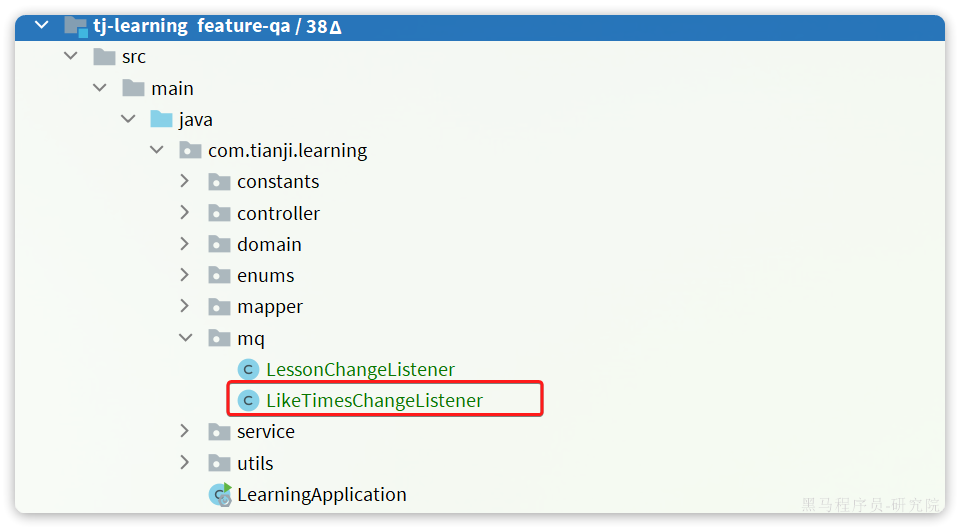 tj-learning feature-qa / 38∆
src
main
java
com.tianji.learning
constants
controller
domain
enums
mapper
mq
C LessonChangeListener
C LikeTimesChangeListener
service
utils
C LearningApplication
黑马程序员-研究院